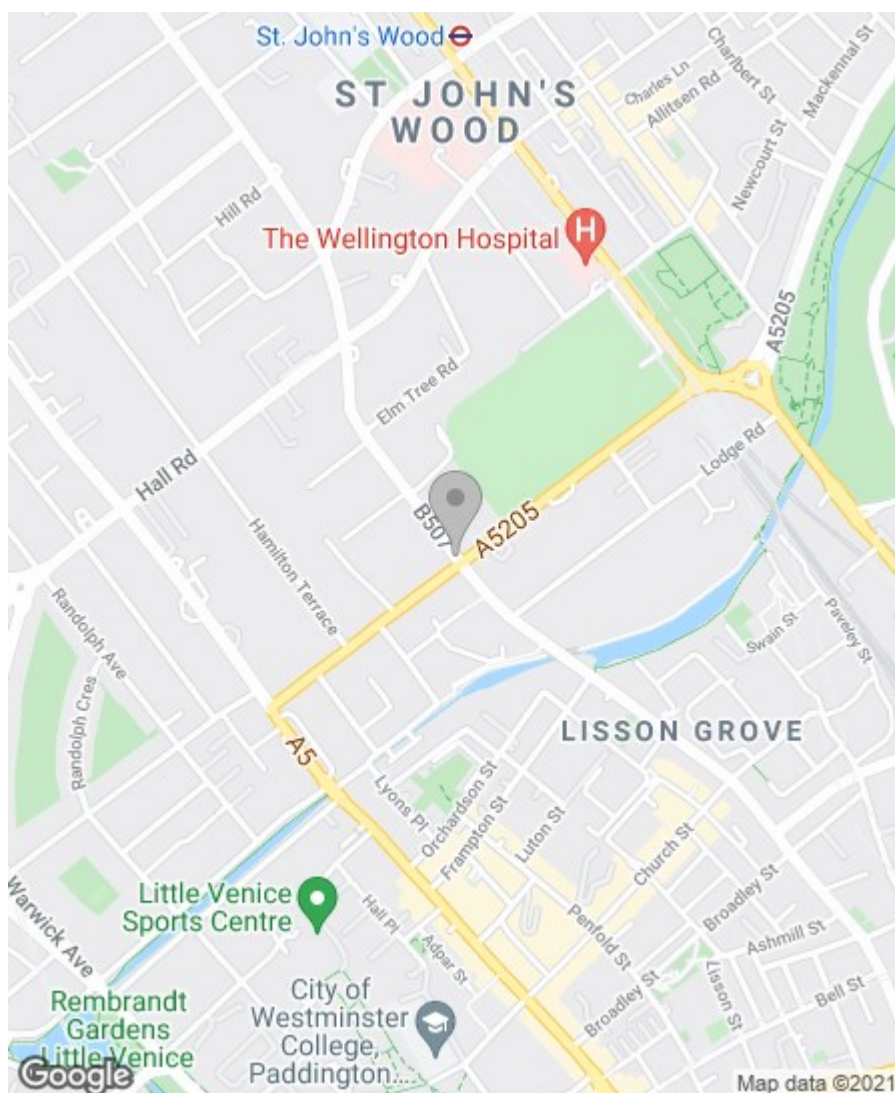 St. John's Wood
ST JOHN'S
WOOD
Charles Ln
Allitsen Rd
Charlbert St
Mackennal St
Newcourt St
Hill Rd
The Wellington Hospital
H
A5205
Elm Tree Rd
Hall Rd
Lodge Rd
B507
A5205
Hamilton Terrace
Randolph Ave
Swain St
Paveley St
Randolph Cres
LISSON GROVE
A5
Lyons Pl
Orchardson St
Frampton St
Luton St
Church St
Little Venice
Sports Centre
Warwick Ave
Hall Pl
Adpar St
Penfold St
Broadley St
Ashmill St
Lisson St
Bell St
Broadley St
City of
Westminster
College,
Paddington....
Rembrandt
Gardens
Little Venice
Google
Map data ©2021